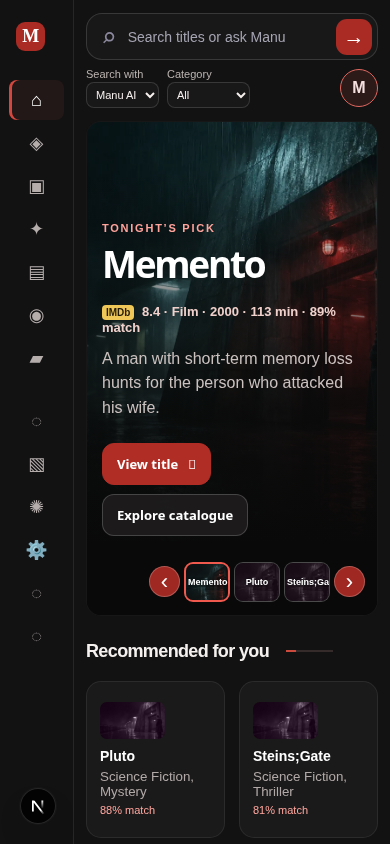 M
Search titles or ask Manu
→
Search with
Category
Manu AI
All
M
TONIGHT'S PICK
Memento
IMDb 8.4 · Film · 2000 · 113 min · 89%
match
A man with short-term memory loss
hunts for the person who attacked
his wife.
View title
Explore catalogue
‹ Memento Pluto Steins;Ga ›
Recommended for you
Pluto
Science Fiction,
Mystery
88% match
Steins;Gate
Science Fiction,
Thriller
81% match
N